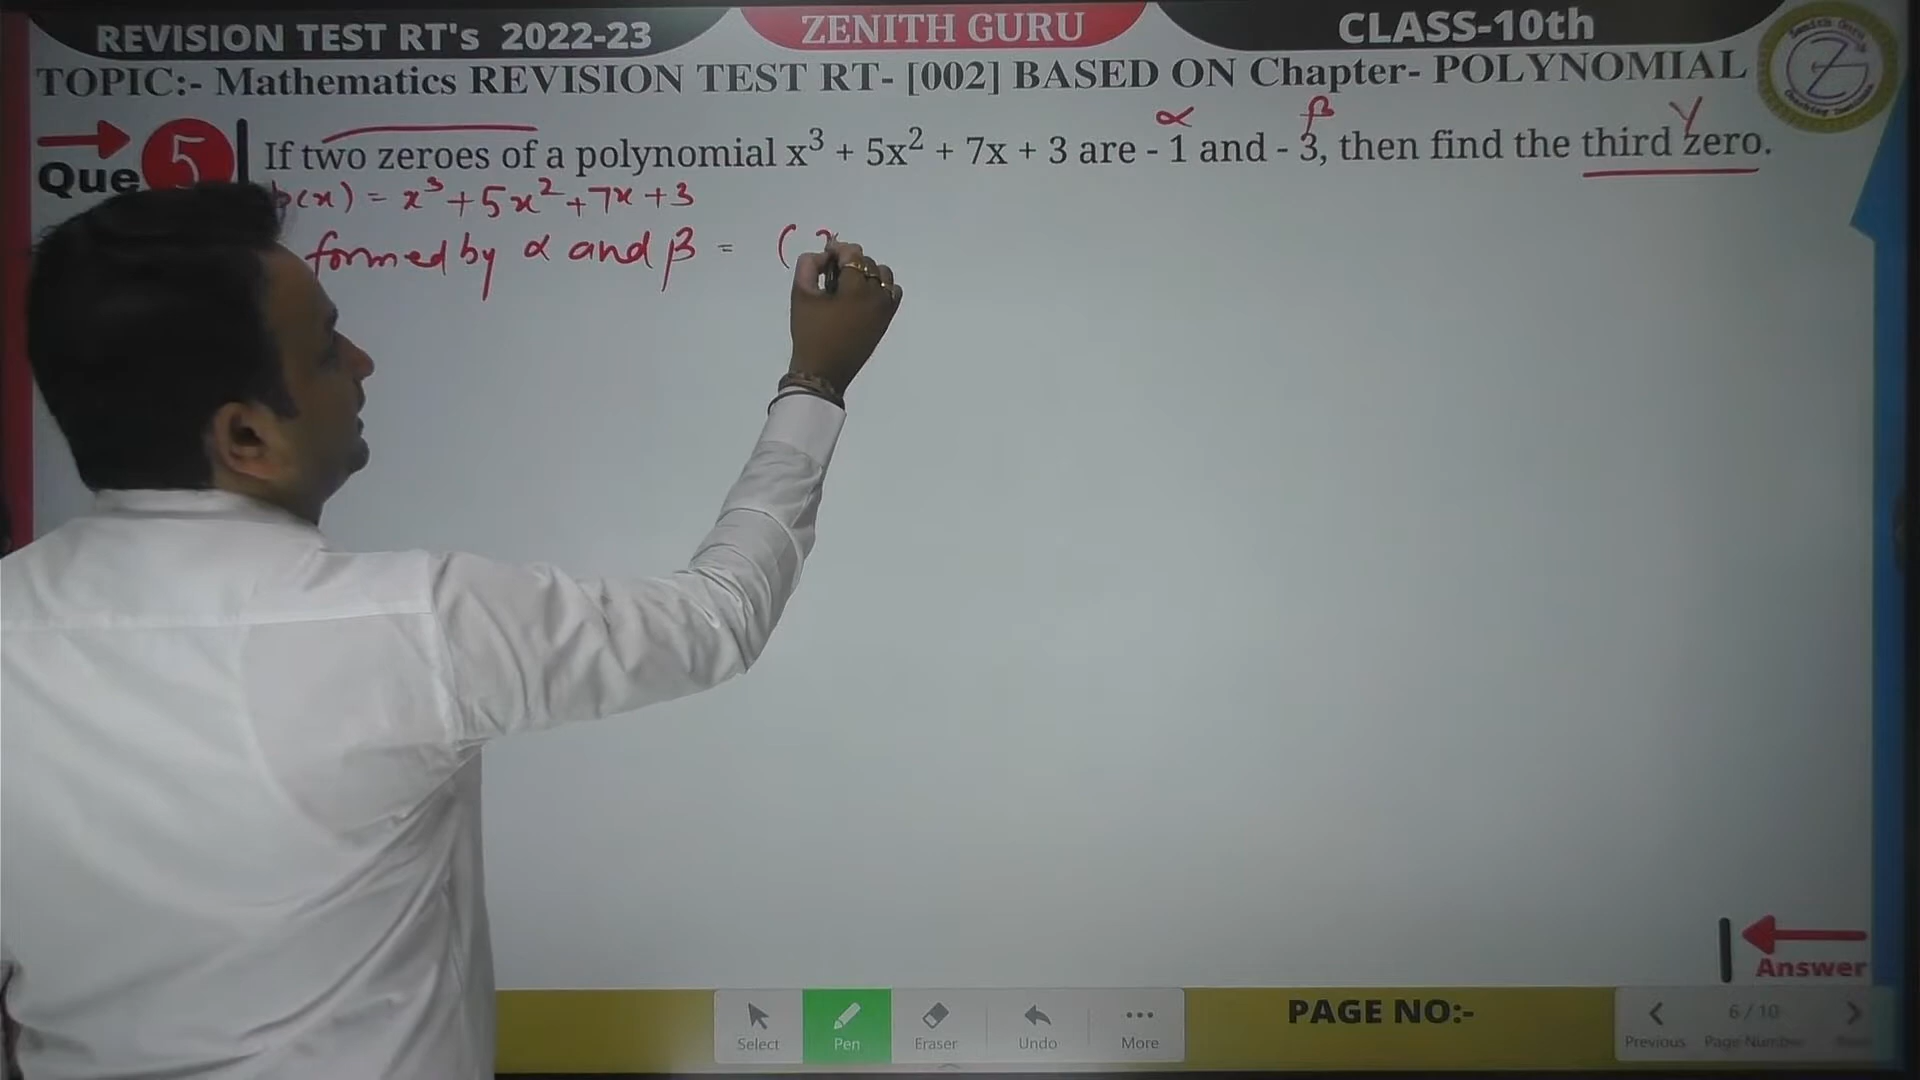 REVISION TEST RT's 2022-23
ZENITH GURU
CLASS-10th
TOPIC:- Mathematics REVISION TEST RT- [002] BASED ON Chapter- POLYNOMIAL
α β γ
Que 5 If two zeroes of a polynomial x³ + 5x² + 7x + 3 are - 1 and - 3, then find the third zero.
p(x) = x³+5x²+7x+3
formed by α and β = (x
Answer
PAGE NO:-
Select Pen Eraser Undo More
6 / 10
Previous Page Number